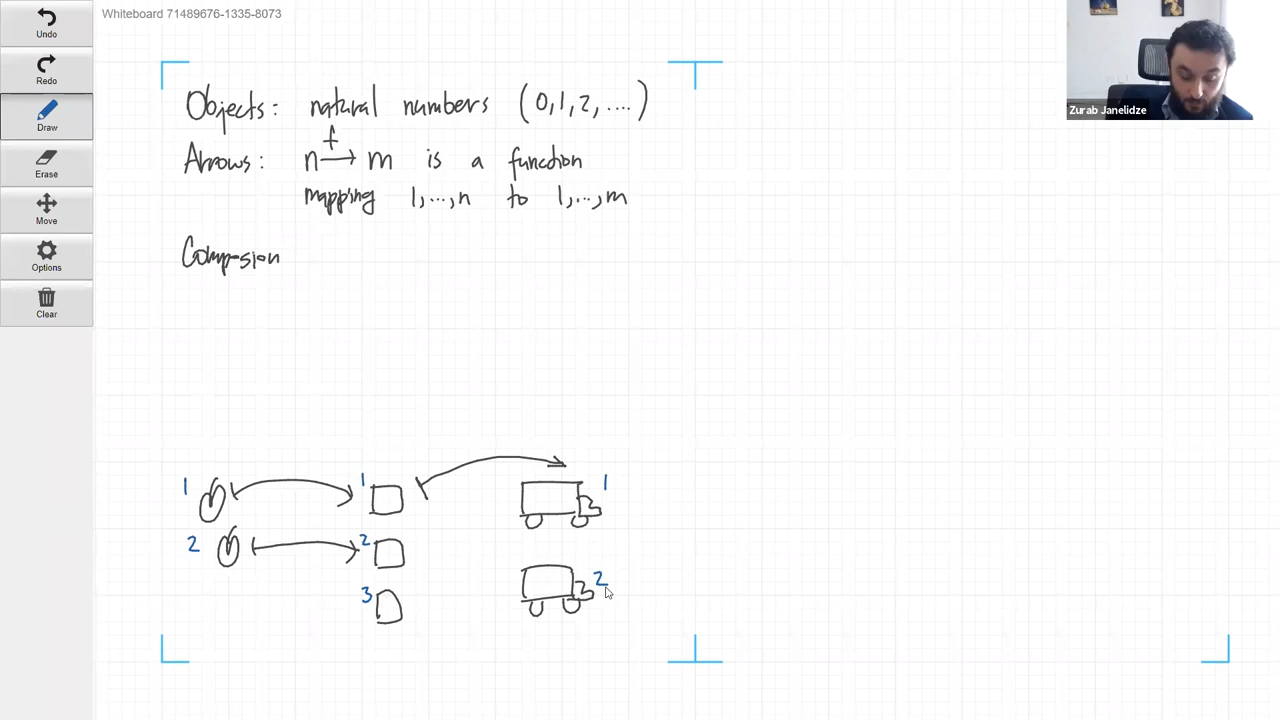 Whiteboard 71489676-1335-8073
Undo
Redo
Draw
Erase
Move
Options
Clear
Zurab Janelidze
Objects: natural numbers (0,1,2,....)
Arrows: n →f m is a function
mapping 1,...,n to 1,...,m
Compsion
1 1 1
2 2 2
3